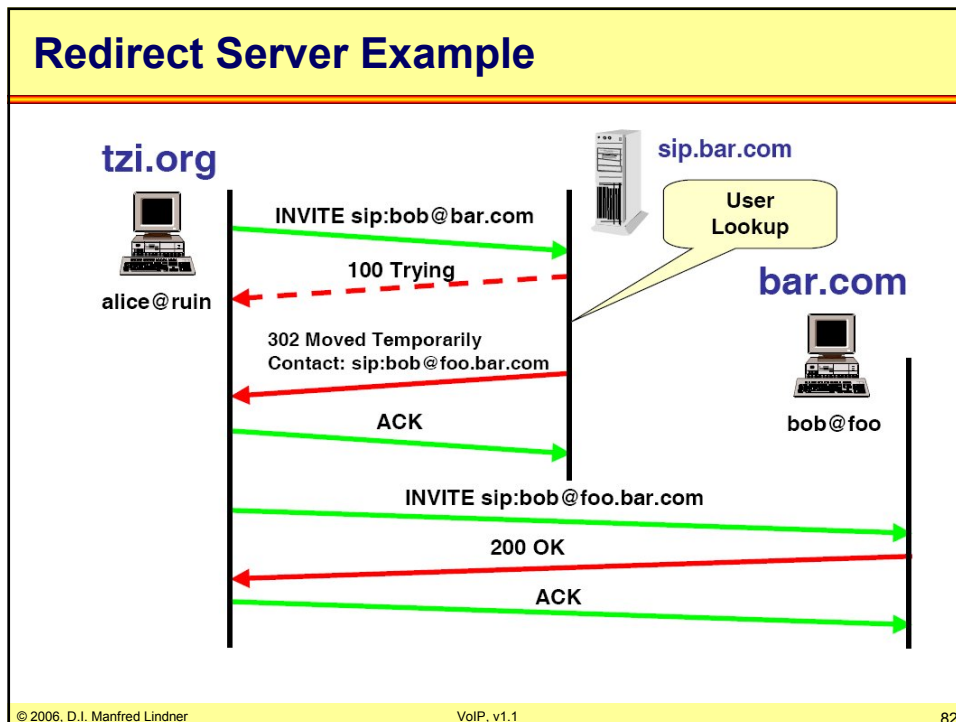 Redirect Server Example
tzi.org
sip.bar.com
INVITE sip:bob@bar.com
User
Lookup
100 Trying
bar.com
alice@ruin
302 Moved Temporarily
Contact: sip:bob@foo.bar.com
ACK
bob@foo
INVITE sip:bob@foo.bar.com
200 OK
ACK
© 2006, D.I. Manfred Lindner
VoIP, v1.1
82